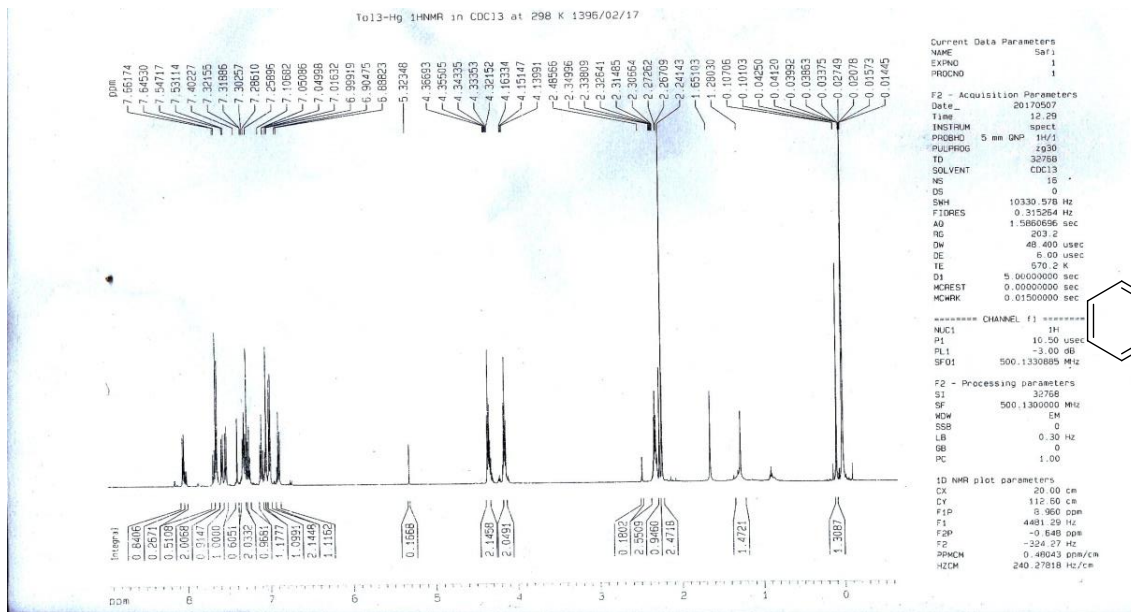 Tol3-Hg 1HNMR in CDCl3 at 298 K 1396/02/17
ppm
7.66174
7.64530
7.54717
7.53114
7.40227
7.32155
7.31886
7.30257
7.28610
7.25896
7.10682
7.05086
7.04998
7.01632
6.99919
6.90475
6.88823
5.32348
4.36693
4.35505
4.34335
4.33353
4.32152
4.16334
4.15147
4.13991
2.48566
2.34996
2.33809
2.32641
2.31485
2.30664
2.27262
2.26709
2.24143
1.65103
1.28030
0.10706
0.10103
0.04250
0.04120
0.03992
0.03863
0.03375
0.02749
0.02078
0.01573
0.01445
Integral
0.8406
0.2671
0.5108
2.0068
0.9147
1.0000
0.6051
2.0332
0.9681
1.1777
1.0991
2.1448
1.1162
0.1668
2.1458
2.0491
0.1802
2.5509
0.9460
2.4718
1.4721
1.3087
ppm
8
7
6
5
4
3
2
1
0
Current Data Parameters
NAME Safi
EXPNO 1
PROCNO 1
F2 - Acquisition Parameters
Date_ 20170507
Time 12.29
INSTRUM spect
PROBHD 5 mm QNP 1H/1
PULPROG zg30
TD 32768
SOLVENT CDCl3
NS 16
DS 0
SWH 10330.578 Hz
FIDRES 0.315264 Hz
AQ 1.5860696 sec
RG 203.2
DW 48.400 usec
DE 6.00 usec
TE 670.2 K
D1 5.00000000 sec
MCREST 0.00000000 sec
MCWRK 0.01500000 sec
======== CHANNEL f1 ========
NUC1 1H
P1 10.50 usec
PL1 -3.00 dB
SFO1 500.1330885 MHz
F2 - Processing parameters
SI 32768
SF 500.1300000 MHz
WDW EM
SSB 0
LB 0.30 Hz
GB 0
PC 1.00
1D NMR plot parameters
CX 20.00 cm
CY 112.60 cm
F1P 8.960 ppm
F1 4481.29 Hz
F2P -0.648 ppm
F2 -324.27 Hz
PPMCM 0.48043 ppm/cm
HZCM 240.27818 Hz/cm